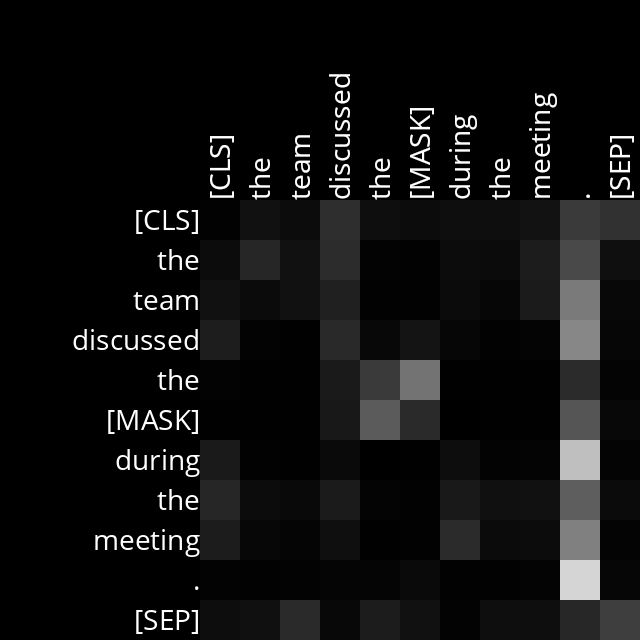 [CLS] the team discussed the [MASK] during the meeting . [SEP]
[CLS]
the
team
discussed
the
[MASK]
during
the
meeting
.
[SEP]